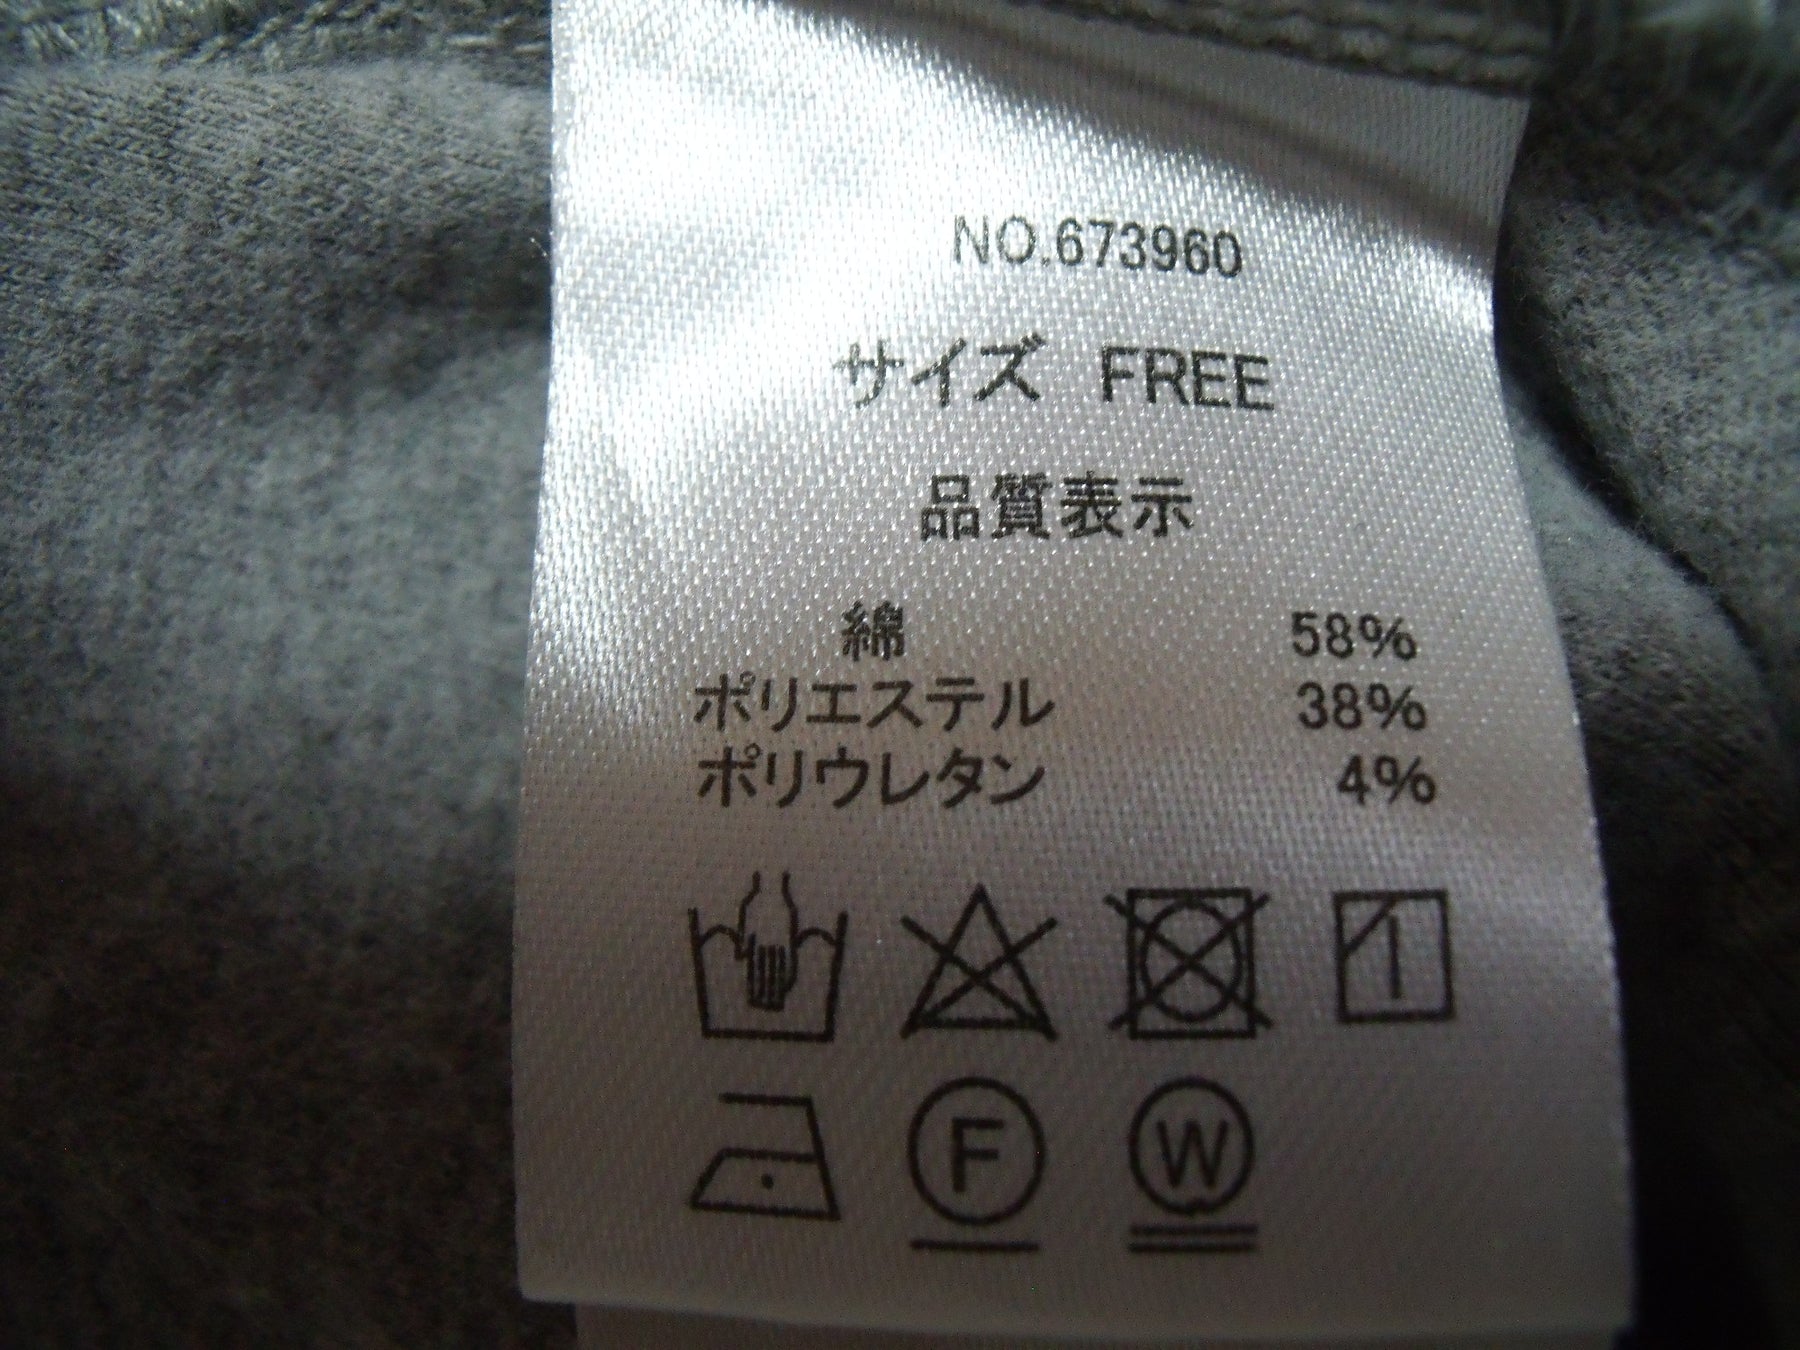 NO.673960
サイズ FREE
品質表示
綿 58%
ポリエステル 38%
ポリウレタン 4%
F W